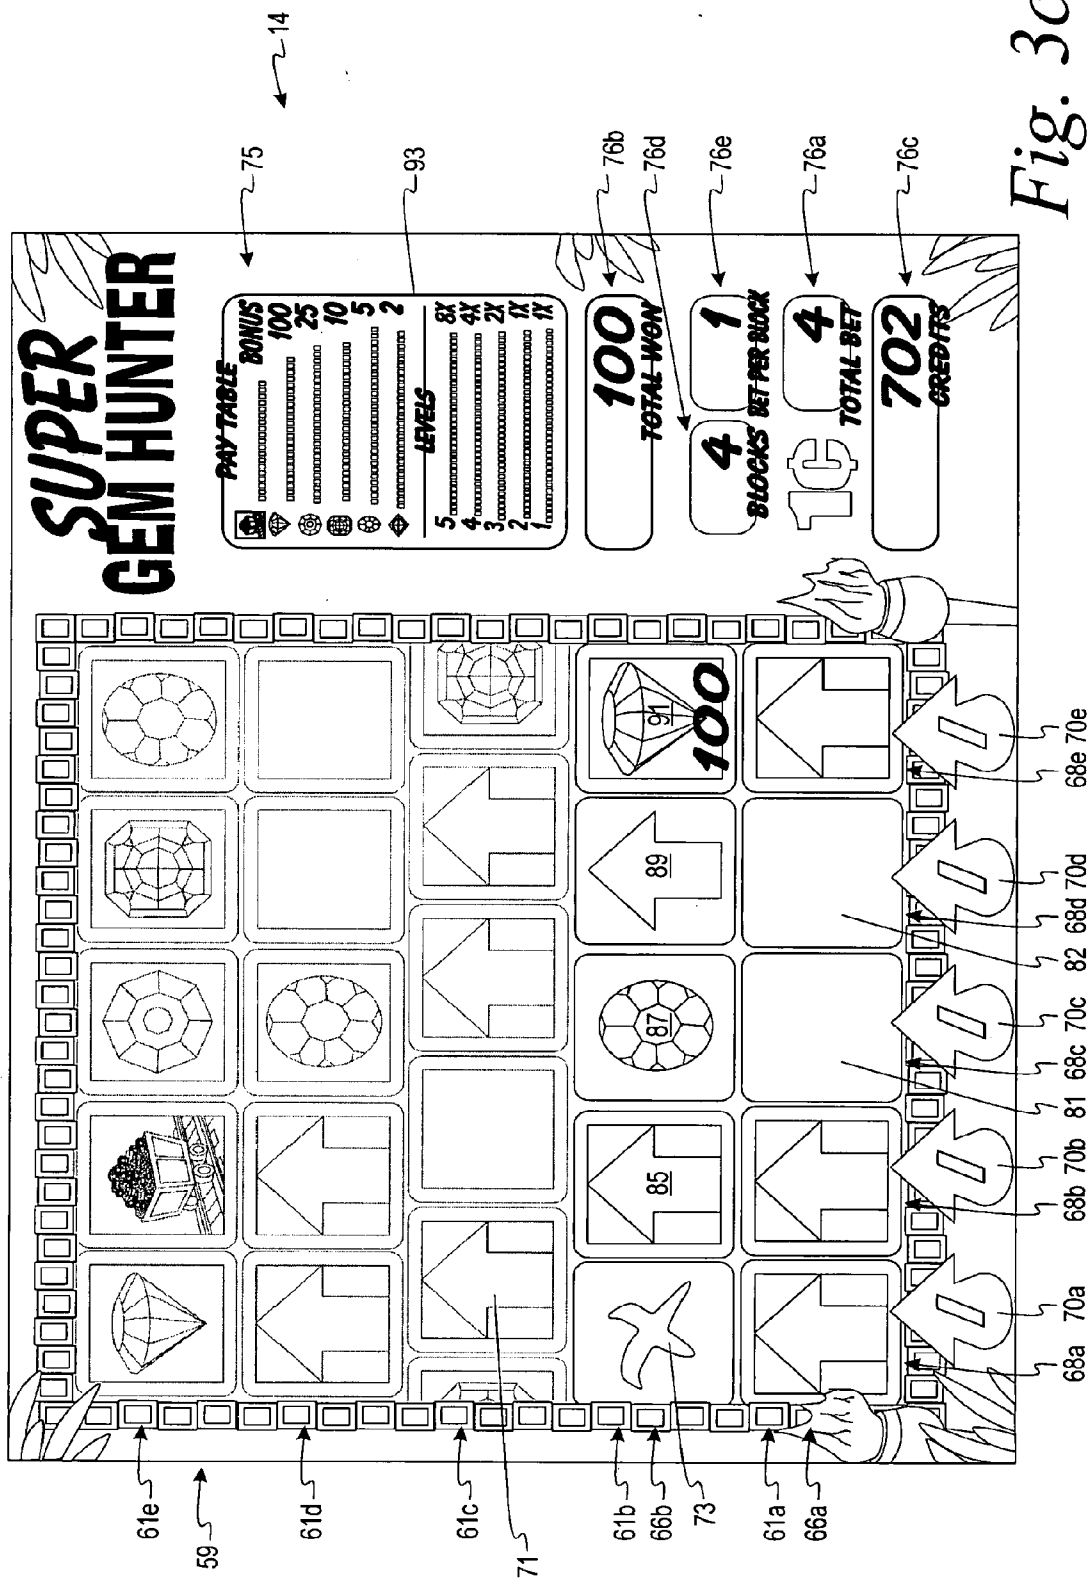 SUPER
GEM HUNTER
14
75
93
PAY TABLE
BONUS
100
25
10
5
2
LEVELS
5 8X
4 4X
3 2X
2 1X
1 1X
76b
76d
76e
76a
76c
100
TOTAL WON
4
BLOCKS
1
BET PER BLOCK
1¢
4
TOTAL BET
702
CREDITS
61e
59
61d
61c
71
61b
66b
73
61a
66a
85
87
89
91
100
68a
70a
68b
70b
81
68c
70c
82
68d
70d
68e
70e